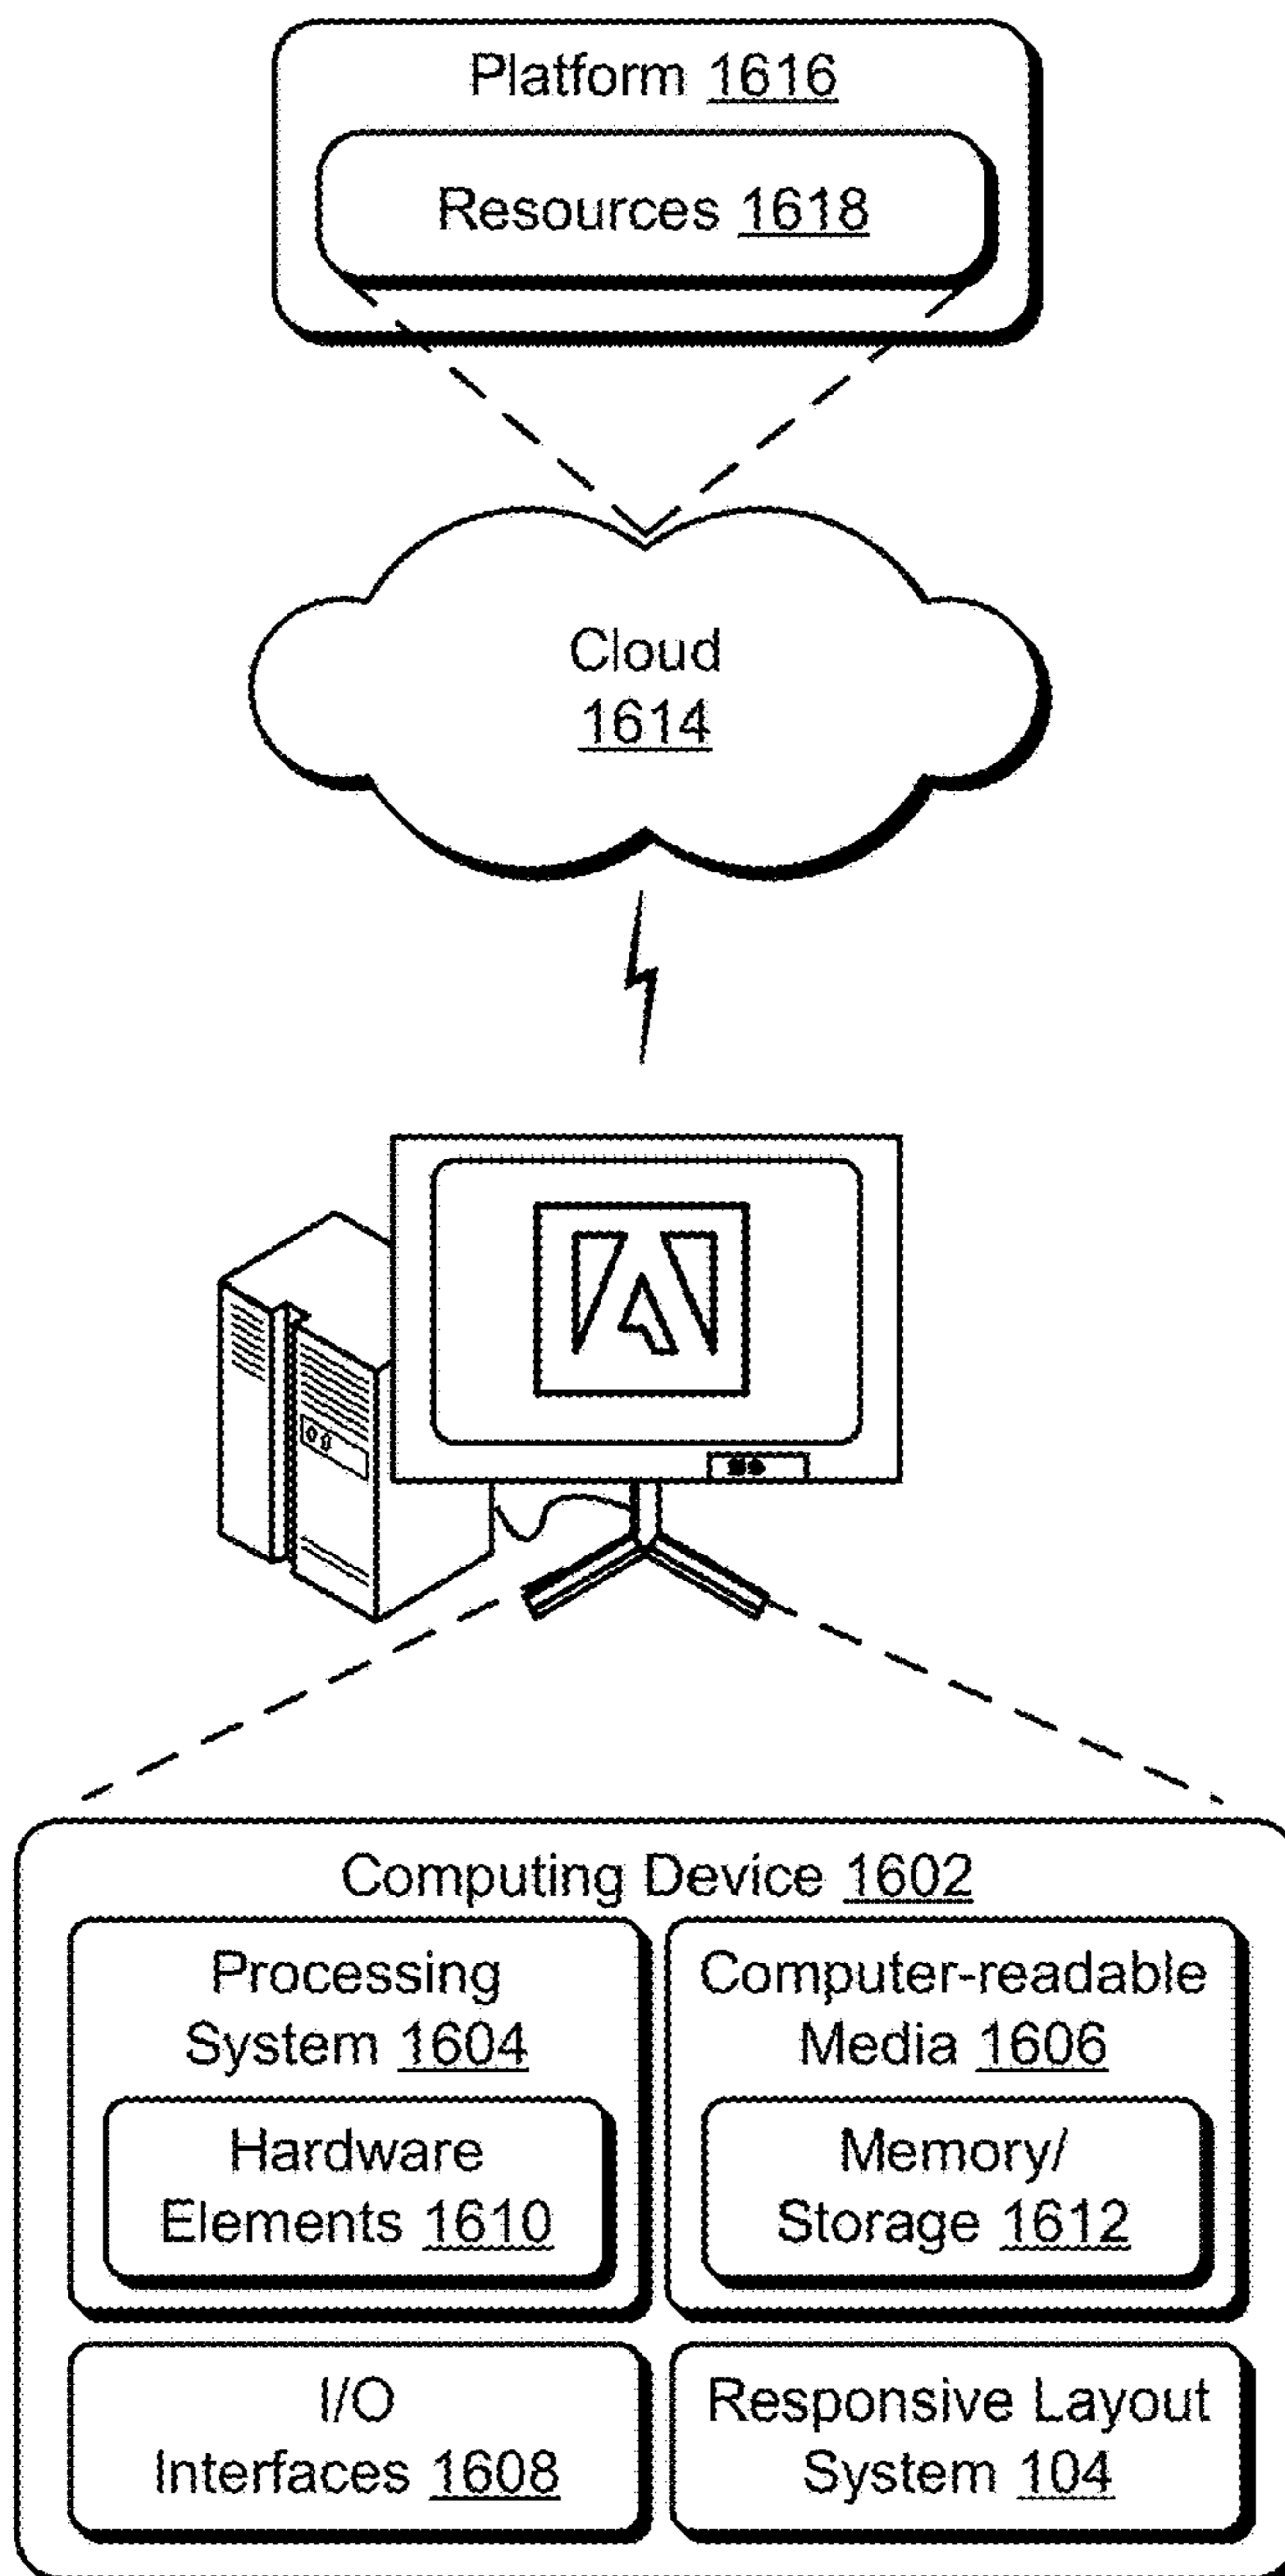 Platform 1616
Resources 1618
Cloud
1614
Computing Device 1602
Processing
System 1604
Hardware
Elements 1610
Computer-readable
Media 1606
Memory/
Storage 1612
I/O
Interfaces 1608
Responsive Layout
System 104